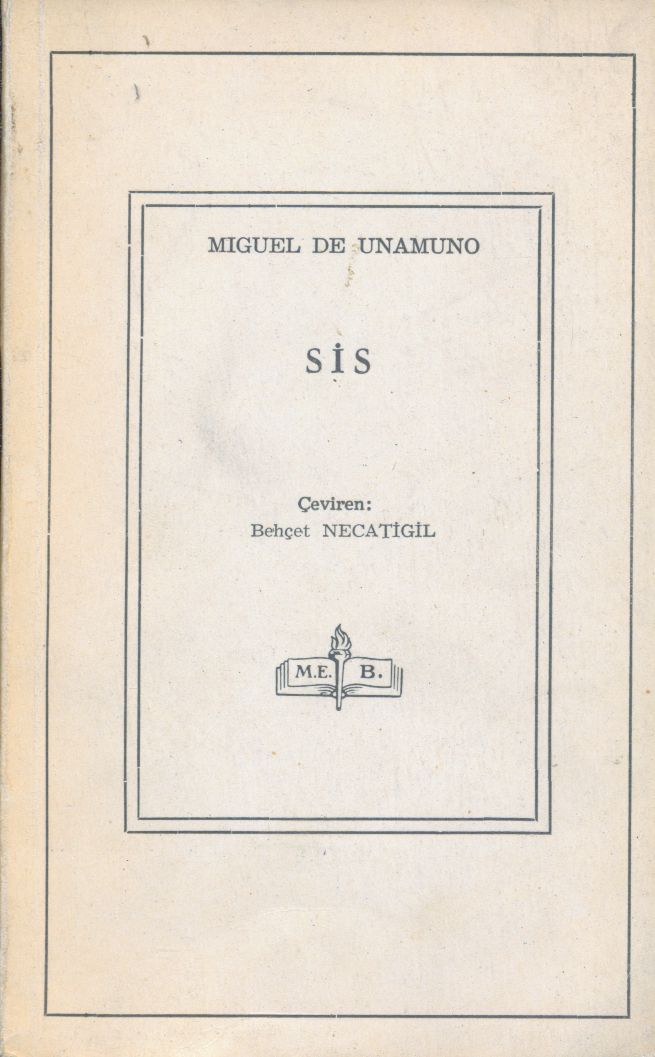 MIGUEL DE UNAMUNO
SİS
Çeviren:
Behçet NECATİGİL
M.E. B.